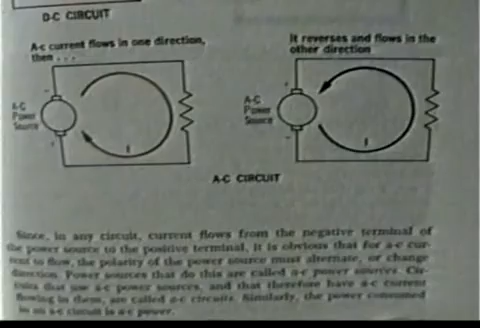 D-C CIRCUIT
A-c current flows in one direction,
then . . .
It reverses and flows in the
other direction
A-C
Power
Source
-
+
I
A-C
Power
Source
+
-
I
A-C CIRCUIT
Since, in any circuit, current flows from the negative terminal of
the power source to the positive terminal, it is obvious that for a-c cur-
rent to flow, the polarity of the power source must alternate, or change
direction. Power sources that do this are called a-c power sources. Cir-
cuits that use a-c power sources, and that therefore have a-c current
flowing in them, are called a-c circuits. Similarly, the power consumed
in an a-c circuit is a-c power.